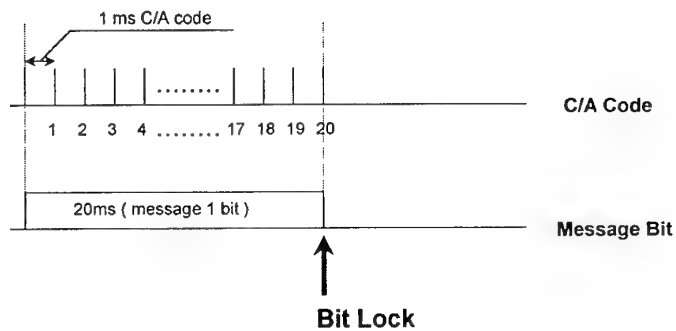 1 ms C/A code
C/A Code
1 2 3 4 ........ 17 18 19 20
20ms ( message 1 bit )
Message Bit
Bit Lock